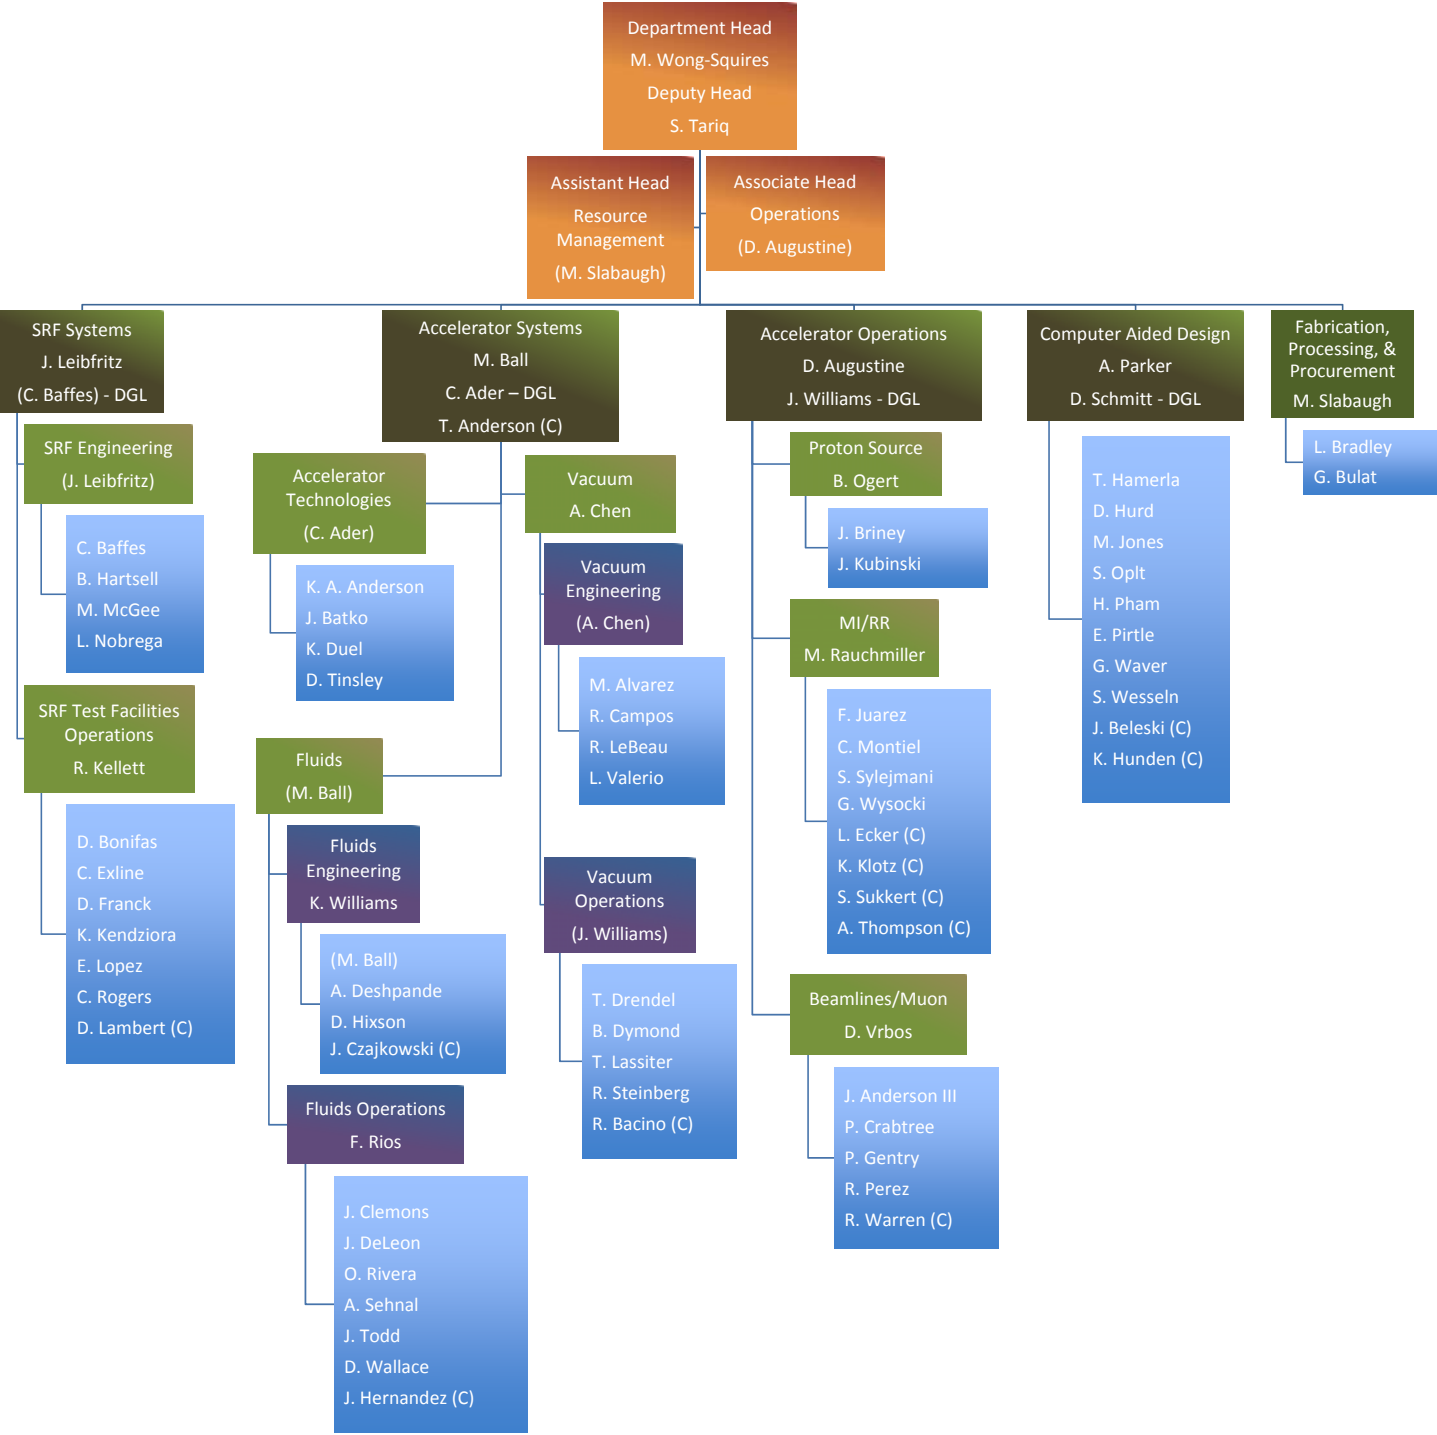 Department Head
M. Wong-Squires
Deputy Head
S. Tariq
Assistant Head
Resource
Management
(M. Slabaugh)
Associate Head
Operations
(D. Augustine)
SRF Systems
J. Leibfritz
(C. Baffes) - DGL
SRF Engineering
(J. Leibfritz)
C. Baffes
B. Hartsell
M. McGee
L. Nobrega
SRF Test Facilities
Operations
R. Kellett
D. Bonifas
C. Exline
D. Franck
K. Kendziora
E. Lopez
C. Rogers
D. Lambert (C)
Accelerator Systems
M. Ball
C. Ader – DGL
T. Anderson (C)
Accelerator
Technologies
(C. Ader)
K. A. Anderson
J. Batko
K. Duel
D. Tinsley
Fluids
(M. Ball)
Fluids
Engineering
K. Williams
(M. Ball)
A. Deshpande
D. Hixson
J. Czajkowski (C)
Fluids Operations
F. Rios
J. Clemons
J. DeLeon
O. Rivera
A. Sehnal
J. Todd
D. Wallace
J. Hernandez (C)
Vacuum
A. Chen
Vacuum
Engineering
(A. Chen)
M. Alvarez
R. Campos
R. LeBeau
L. Valerio
Vacuum
Operations
(J. Williams)
T. Drendel
B. Dymond
T. Lassiter
R. Steinberg
R. Bacino (C)
Accelerator Operations
D. Augustine
J. Williams - DGL
Proton Source
B. Ogert
J. Briney
J. Kubinski
MI/RR
M. Rauchmiller
F. Juarez
C. Montiel
S. Sylejmani
G. Wysocki
L. Ecker (C)
K. Klotz (C)
S. Sukkert (C)
A. Thompson (C)
Beamlines/Muon
D. Vrbos
J. Anderson III
P. Crabtree
P. Gentry
R. Perez
R. Warren (C)
Computer Aided Design
A. Parker
D. Schmitt - DGL
T. Hamerla
D. Hurd
M. Jones
S. Oplt
H. Pham
E. Pirtle
G. Waver
S. Wesseln
J. Beleski (C)
K. Hunden (C)
Fabrication,
Processing, &
Procurement
M. Slabaugh
L. Bradley
G. Bulat